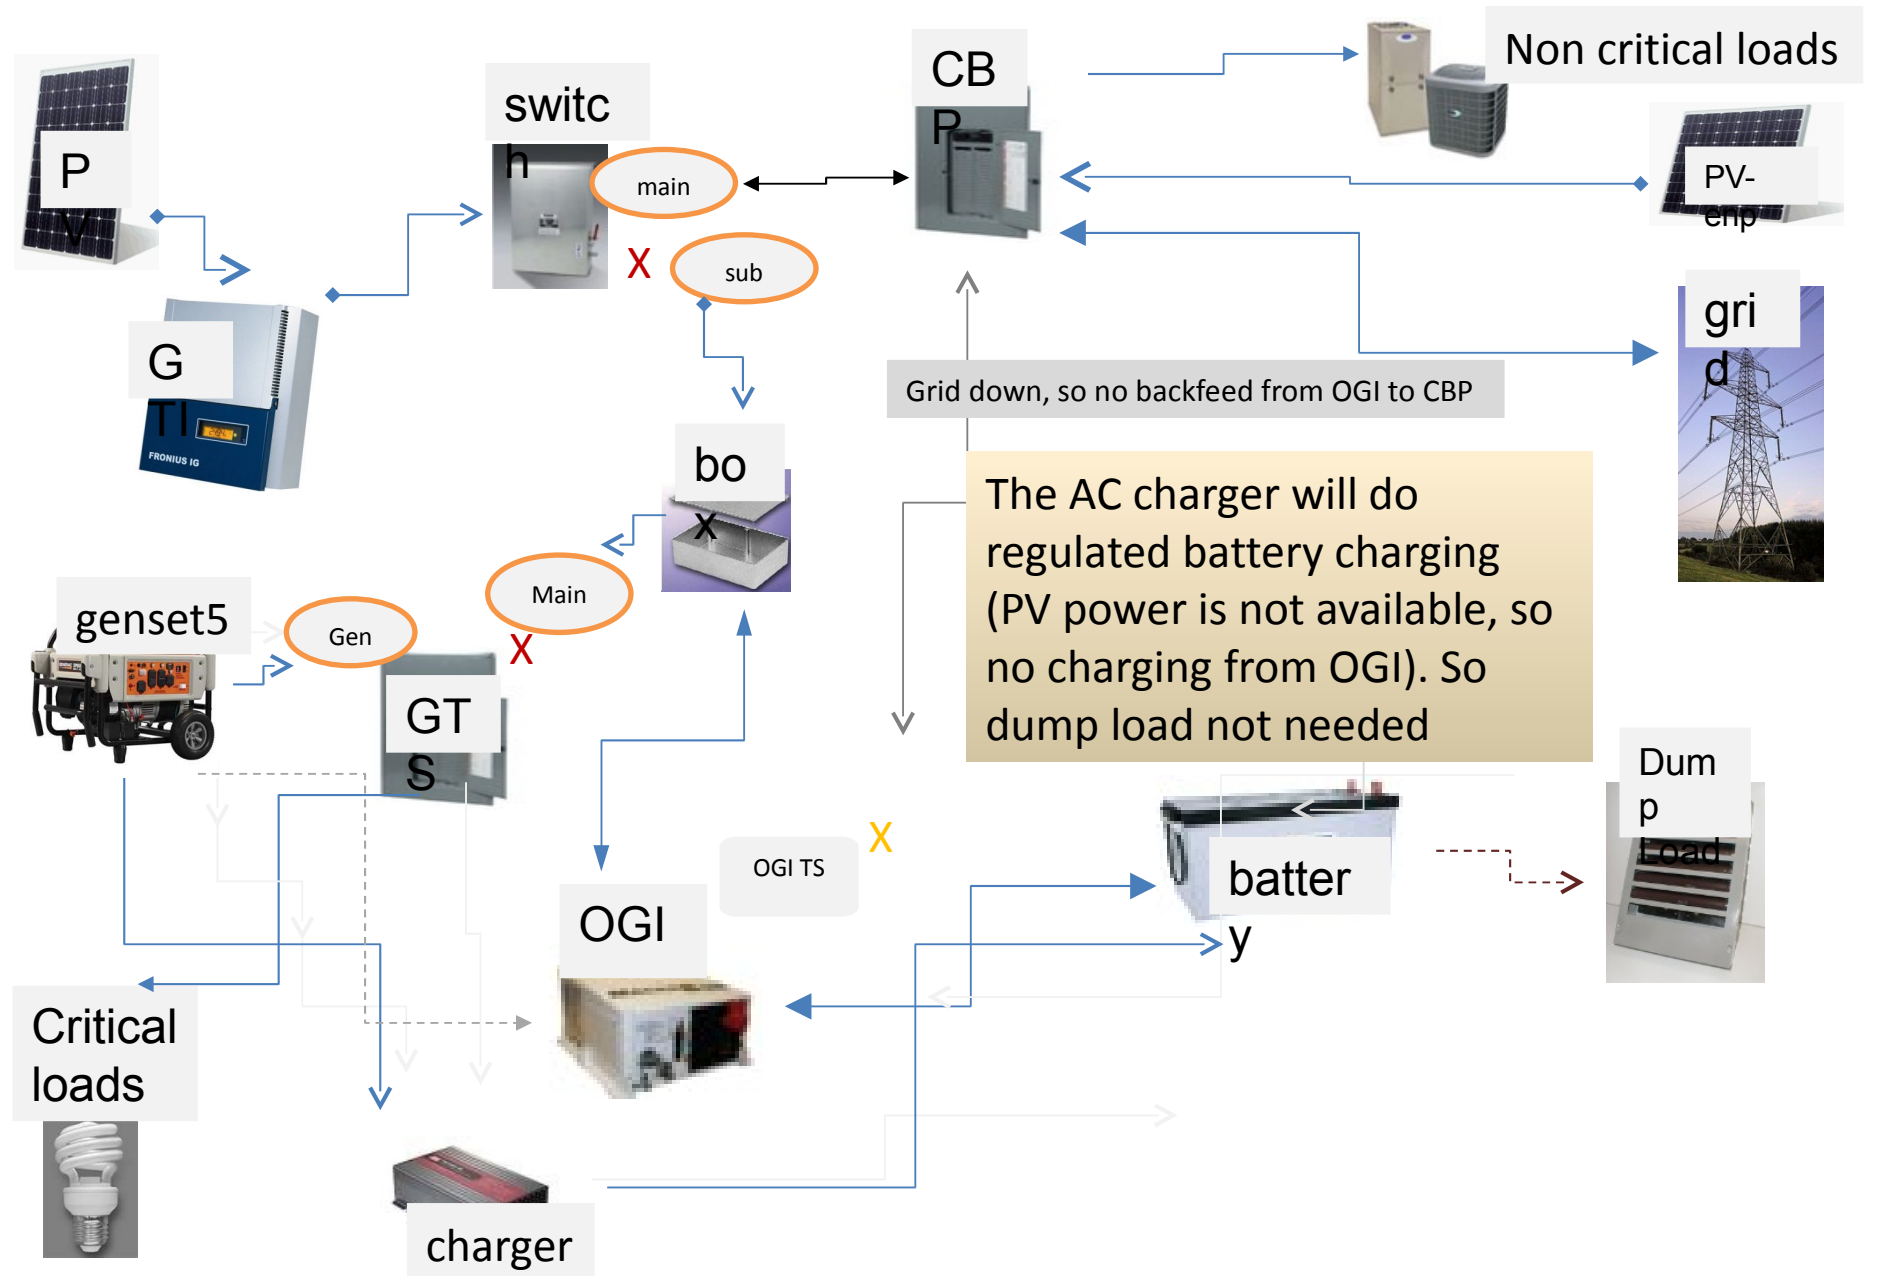 Non critical loads
CB
P
switc
h
main
P
V
PV-
enp
sub
X
gri
d
G
TI
FRONIUS IG
Grid down, so no backfeed from OGI to CBP
bo
x
The AC charger will do
regulated battery charging
(PV power is not available, so
no charging from OGI). So
dump load not needed
Main
X
genset5
Gen
GT
S
Dum
p
Load
X
OGI TS
batter
y
OGI
Critical
loads
charger